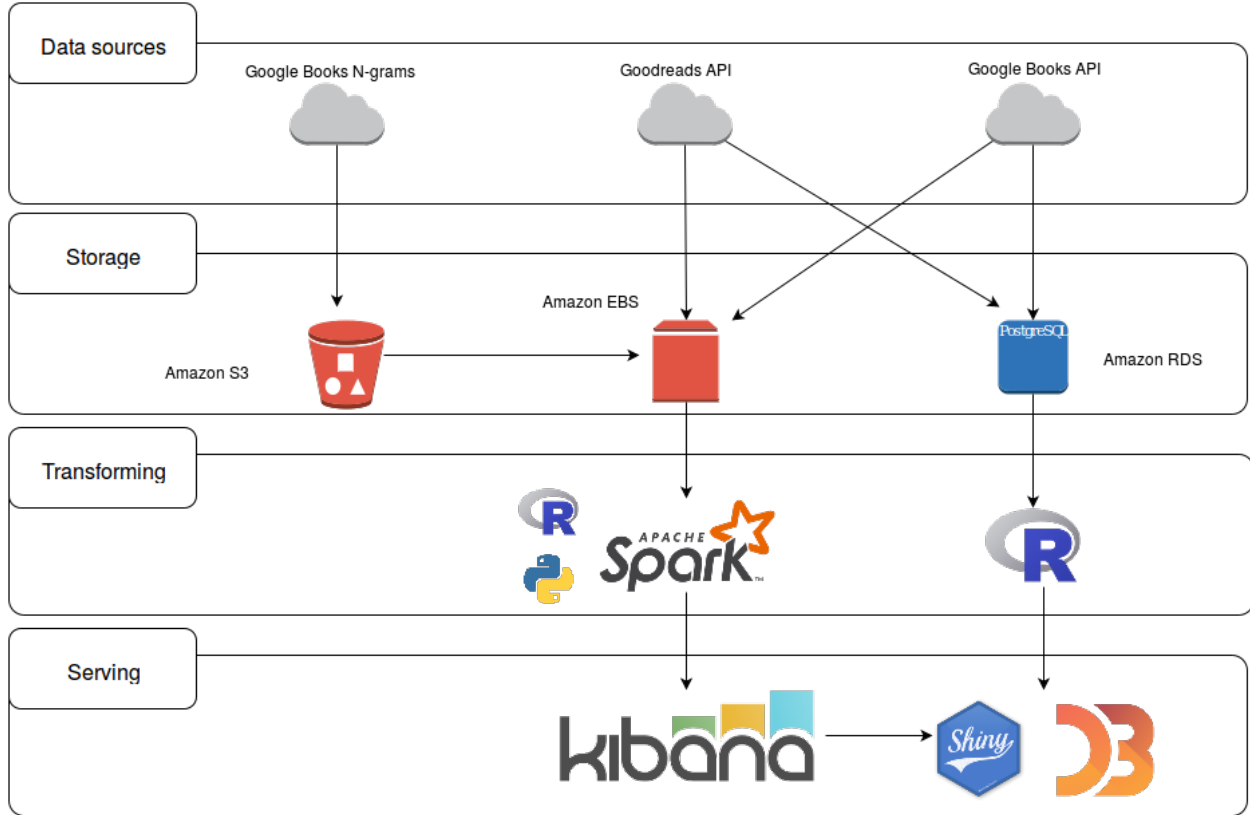 Data sources
Google Books N-grams
Goodreads API
Google Books API
Storage
Amazon EBS
PostgreSQL
Amazon S3
Amazon RDS
Transforming
R
APACHE
Spark™
R
Serving
kibana
Shiny
D3